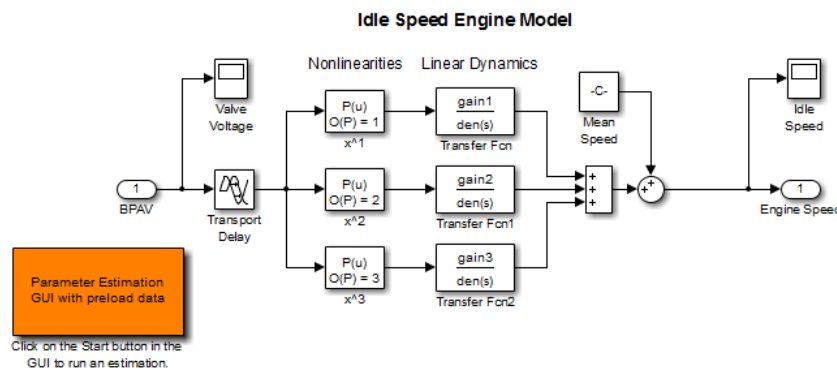 Idle Speed Engine Model
Nonlinearities
Linear Dynamics
Valve
Voltage
P(u)
O(P) = 1
x^1
gain1
den(s)
Transfer Fcn
-C-
Mean
Speed
Idle
Speed
1
BPAV
Transport
Delay
P(u)
O(P) = 2
x^2
gain2
den(s)
Transfer Fcn1
+
+
+
++
1
Engine Speed
P(u)
O(P) = 3
x^3
gain3
den(s)
Transfer Fcn2
Parameter Estimation
GUI with preload data
Click on the Start button in the
GUI to run an estimation.